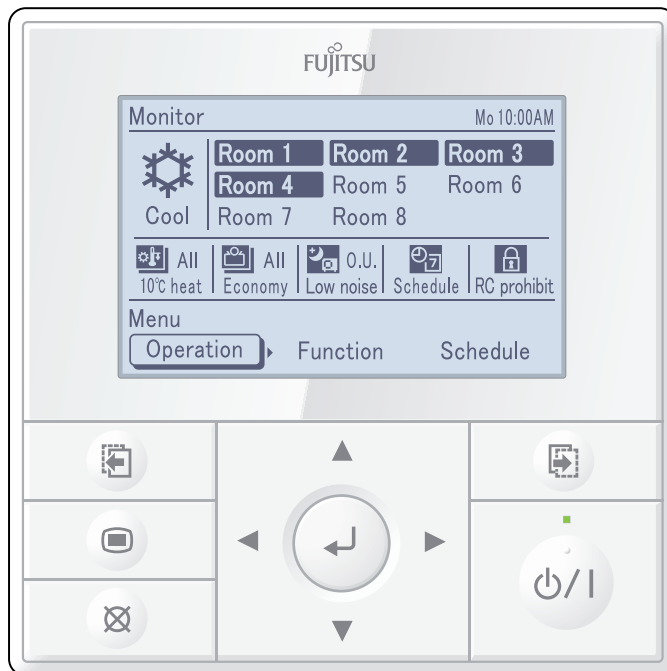 FUJITSU
Monitor Mo 10:00AM
Room 1 Room 2 Room 3
Room 4 Room 5 Room 6
Cool Room 7 Room 8
All All O.U. 7
10℃ heat Economy Low noise Schedule RC prohibit
Menu
Operation Function Schedule